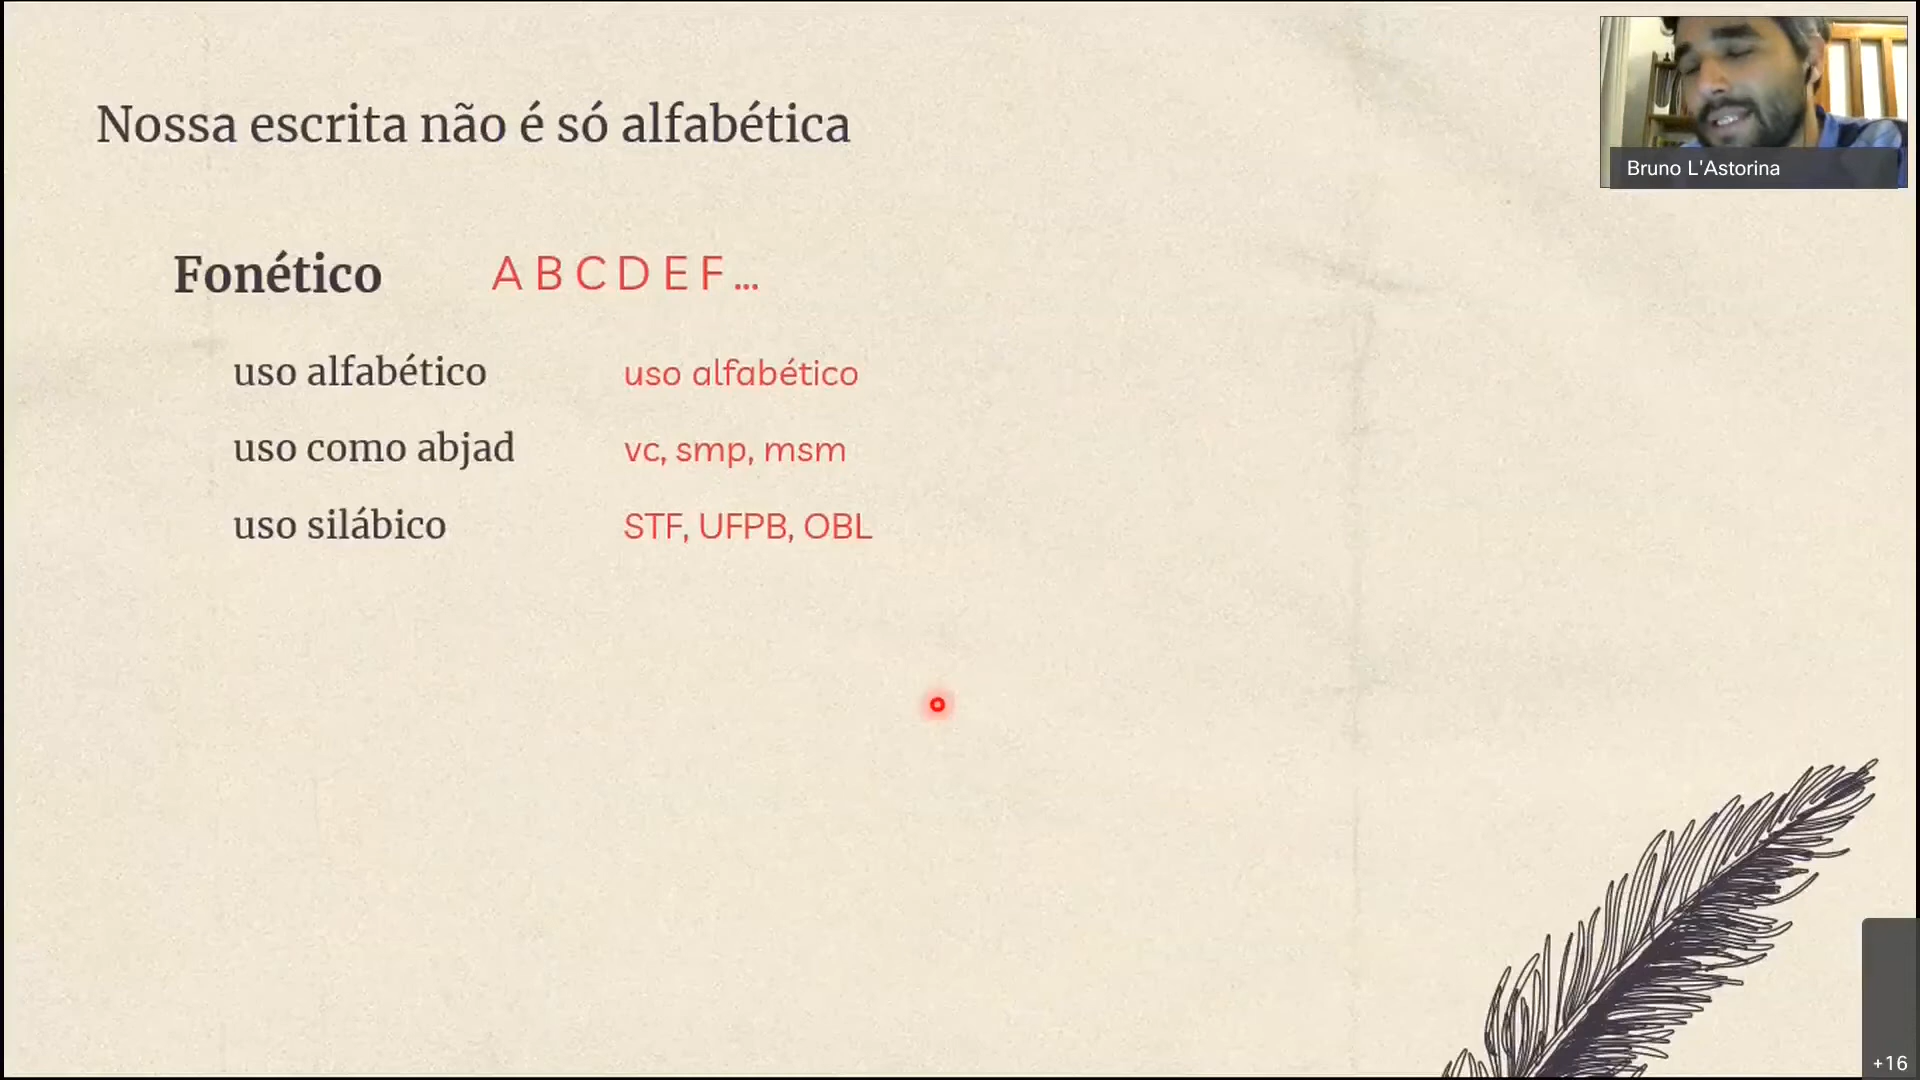 Nossa escrita não é só alfabética
Bruno L'Astorina
Fonético A B C D E F ...
uso alfabético uso alfabético
uso como abjad vc, smp, msm
uso silábico STF, UFPB, OBL
+16